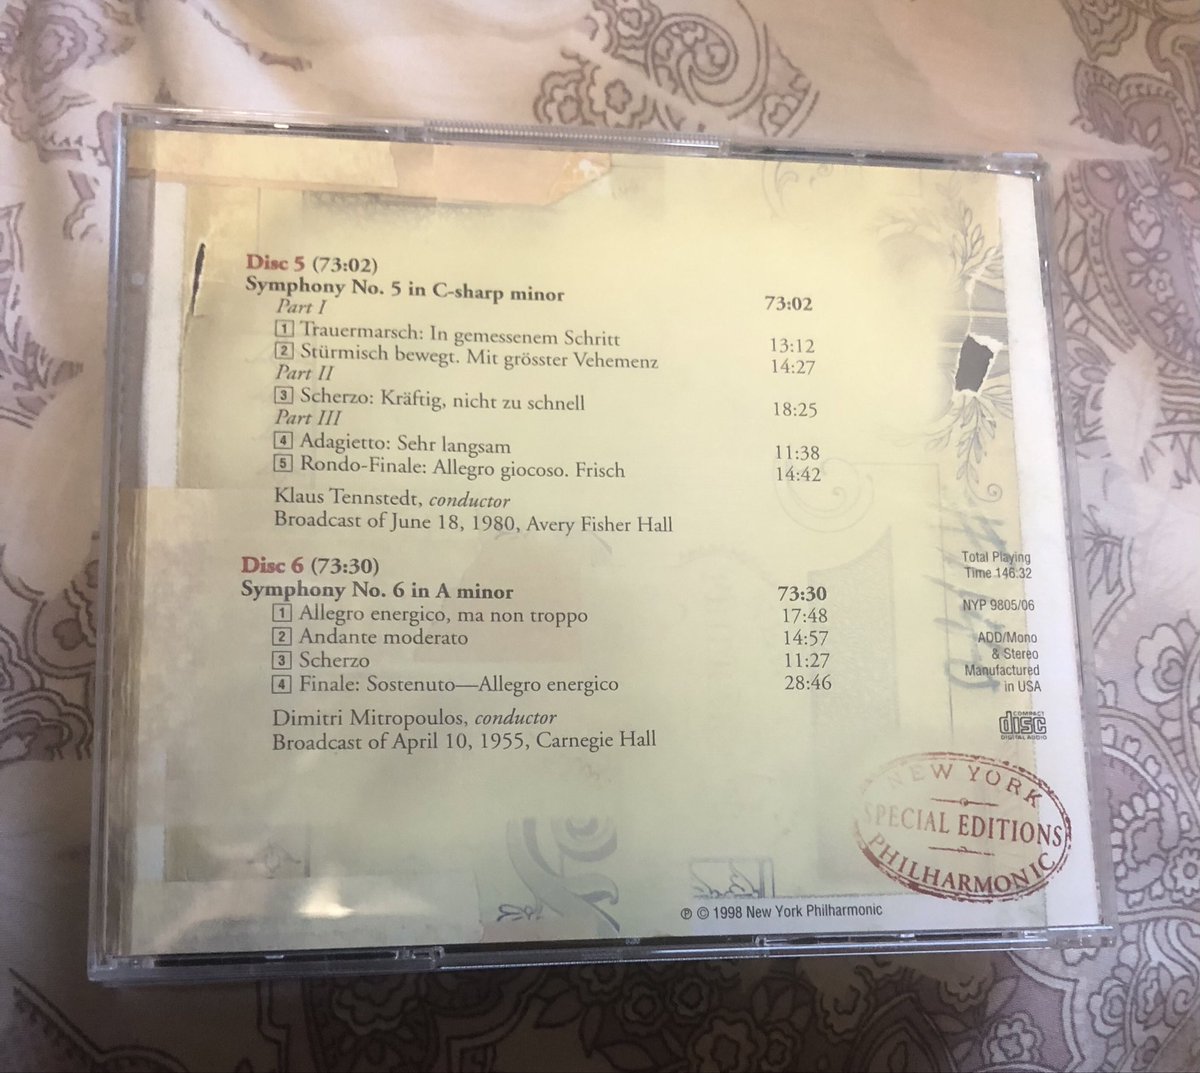 Disc 5 (73:02)
Symphony No. 5 in C-sharp minor 73:02
Part I
1 Trauermarsch: In gemessenem Schritt 13:12
2 Stürmisch bewegt. Mit grösster Vehemenz 14:27
Part II
3 Scherzo: Kräftig, nicht zu schnell 18:25
Part III
4 Adagietto: Sehr langsam 11:38
5 Rondo-Finale: Allegro giocoso. Frisch 14:42
Klaus Tennstedt, conductor
Broadcast of June 18, 1980, Avery Fisher Hall
Disc 6 (73:30)
Symphony No. 6 in A minor 73:30
1 Allegro energico, ma non troppo 17:48
2 Andante moderato 14:57
3 Scherzo 11:27
4 Finale: Sostenuto—Allegro energico 28:46
Dimitri Mitropoulos, conductor
Broadcast of April 10, 1955, Carnegie Hall
Total Playing
Time 146:32
NYP 9805/06
ADD/Mono
& Stereo
Manufactured
in USA
COMPACT
disc
DIGITAL AUDIO
NEW YORK
SPECIAL EDITIONS
PHILHARMONIC
℗ © 1998 New York Philharmonic